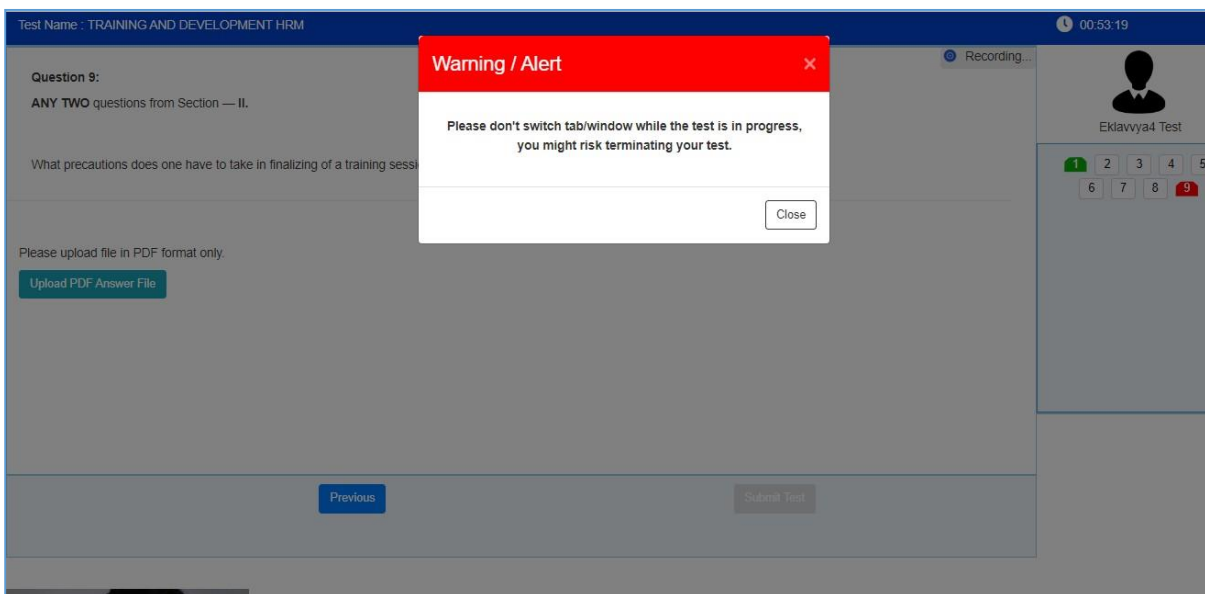 Test Name : TRAINING AND DEVELOPMENT HRM
00:53:19
Warning / Alert
×
Recording...
Question 9:
ANY TWO questions from Section — II.
Please don't switch tab/window while the test is in progress,
you might risk terminating your test.
Eklavvya4 Test
What precautions does one have to take in finalizing of a training sessi
1 2 3 4 5
6 7 8 9
Close
Please upload file in PDF format only.
Upload PDF Answer File
Previous
Submit Test